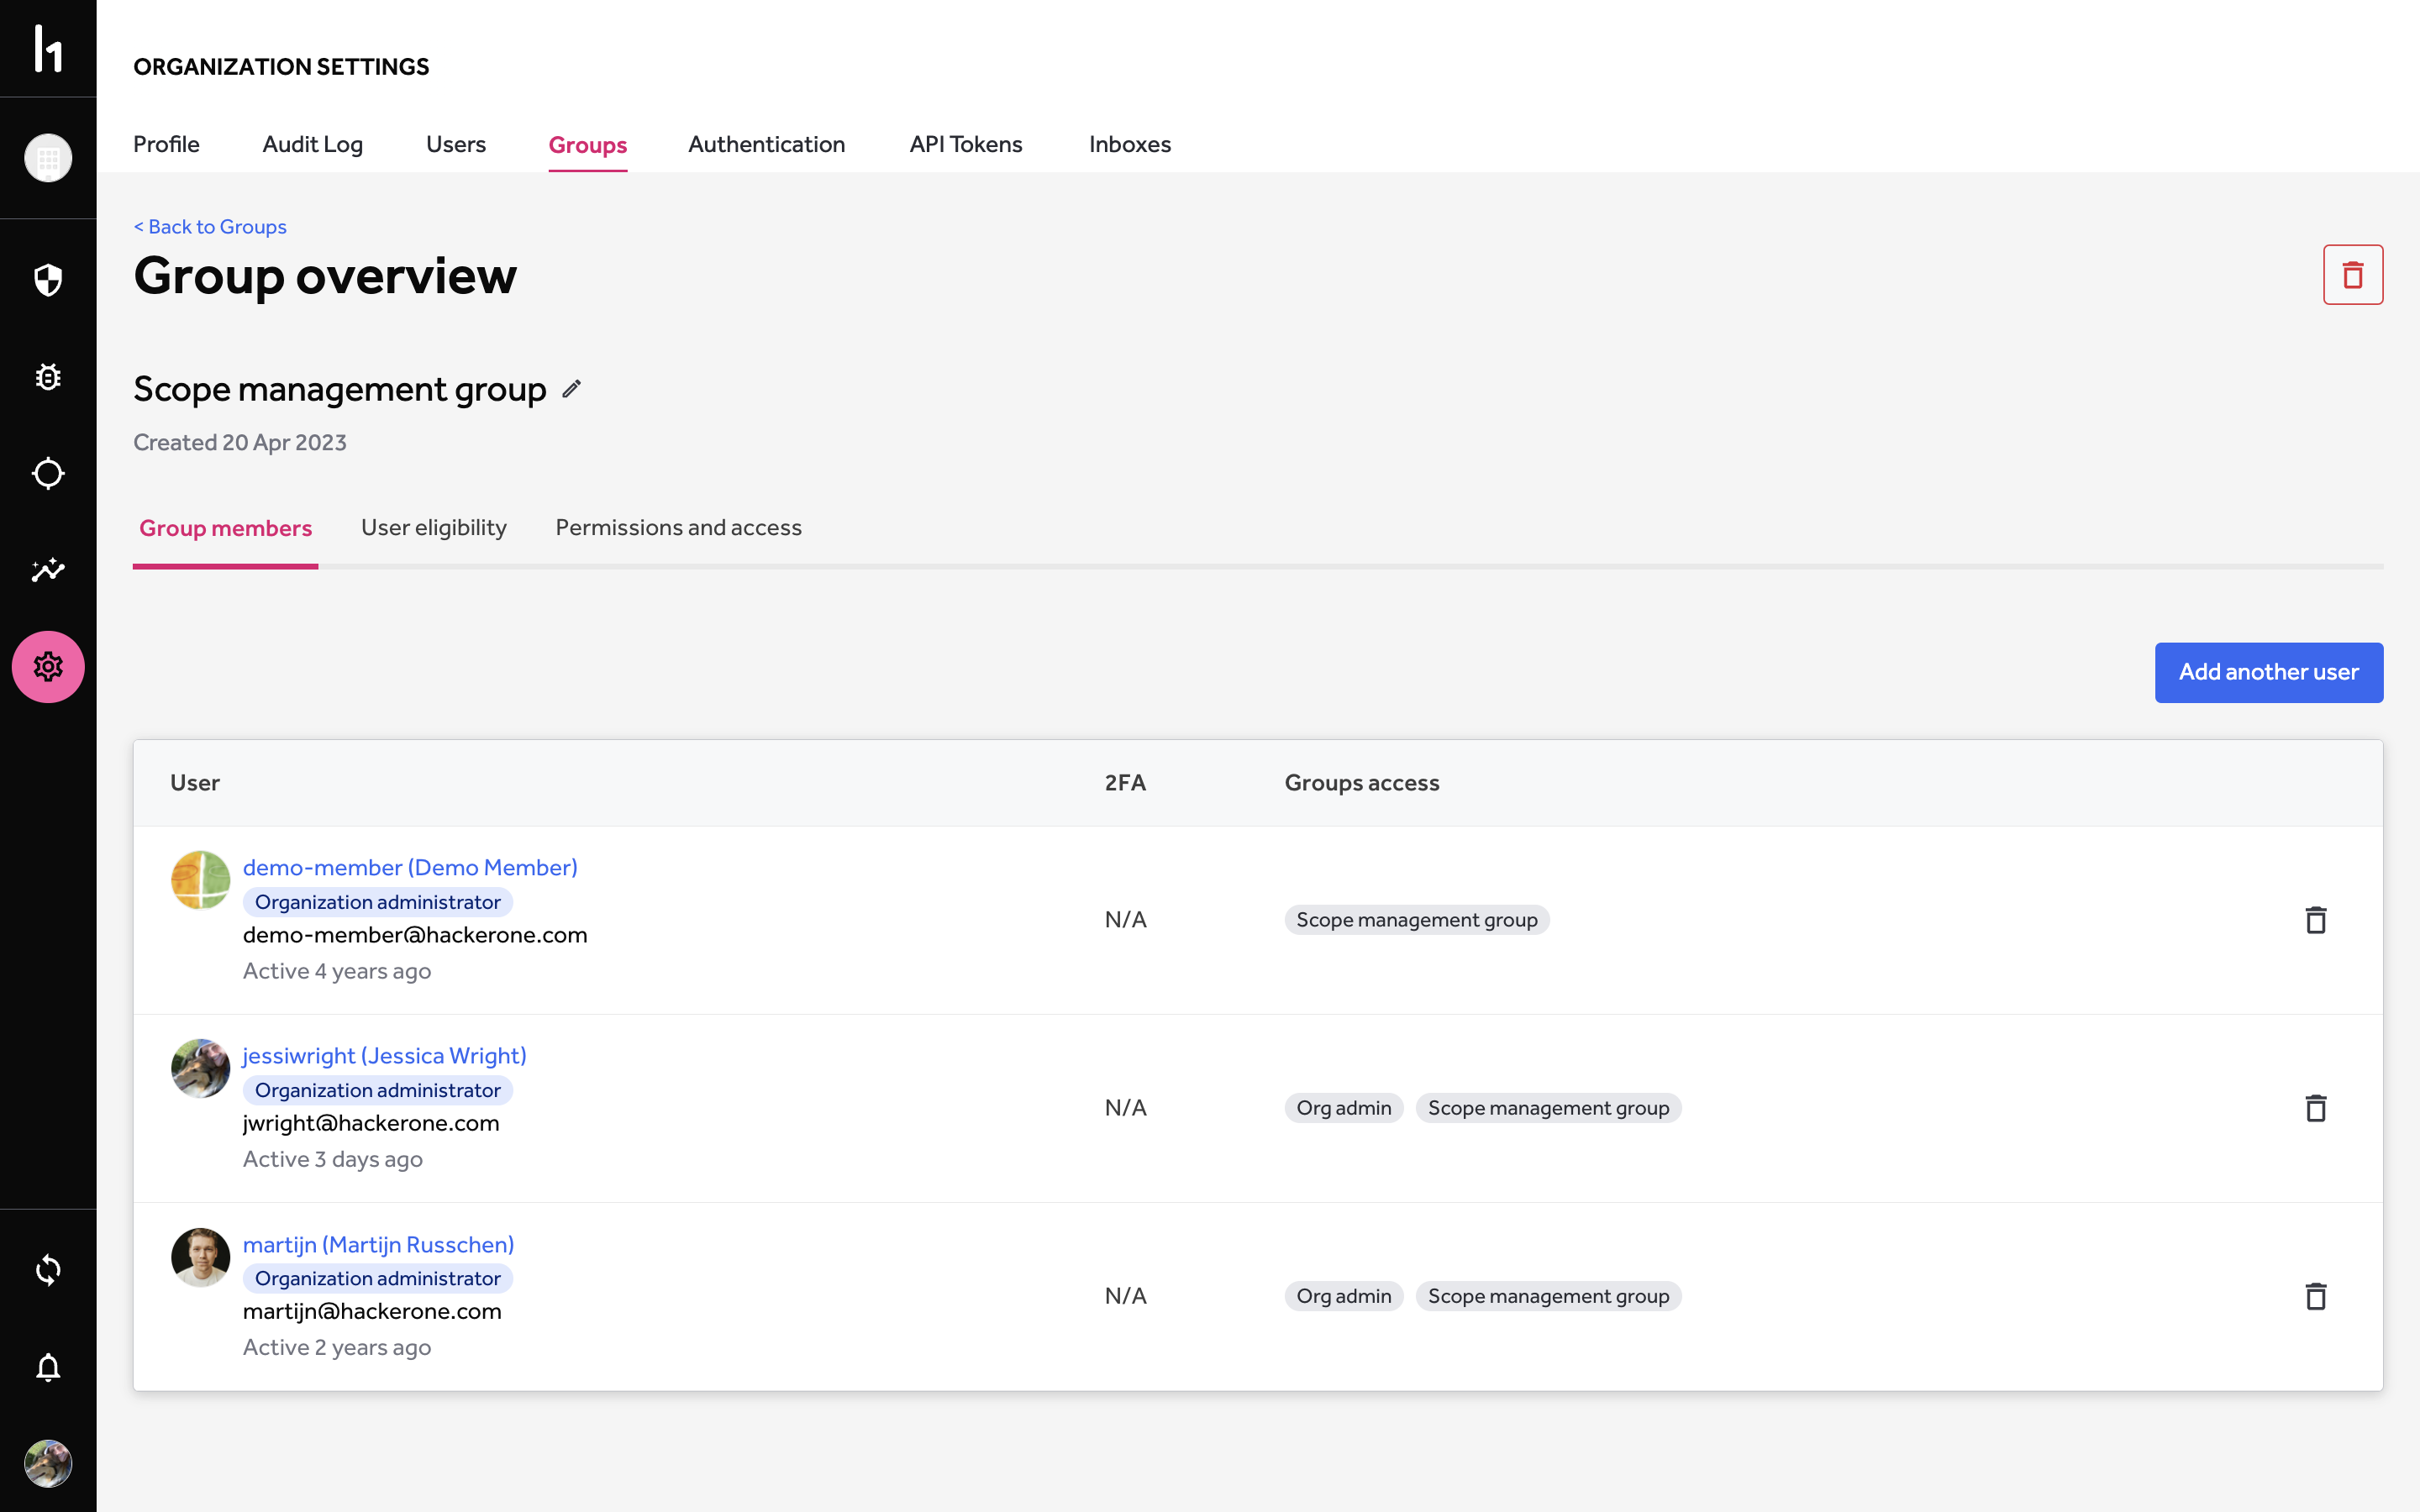 h1
ORGANIZATION SETTINGS
Profile Audit Log Users Groups Authentication API Tokens Inboxes
< Back to Groups
Group overview
Scope management group
Created 20 Apr 2023
Group members User eligibility Permissions and access
Add another user
User 2FA Groups access
demo-member (Demo Member)
Organization administrator
demo-member@hackerone.com
Active 4 years ago
N/A Scope management group
jessiwright (Jessica Wright)
Organization administrator
jwright@hackerone.com
Active 3 days ago
N/A Org admin Scope management group
martijn (Martijn Russchen)
Organization administrator
martijn@hackerone.com
Active 2 years ago
N/A Org admin Scope management group